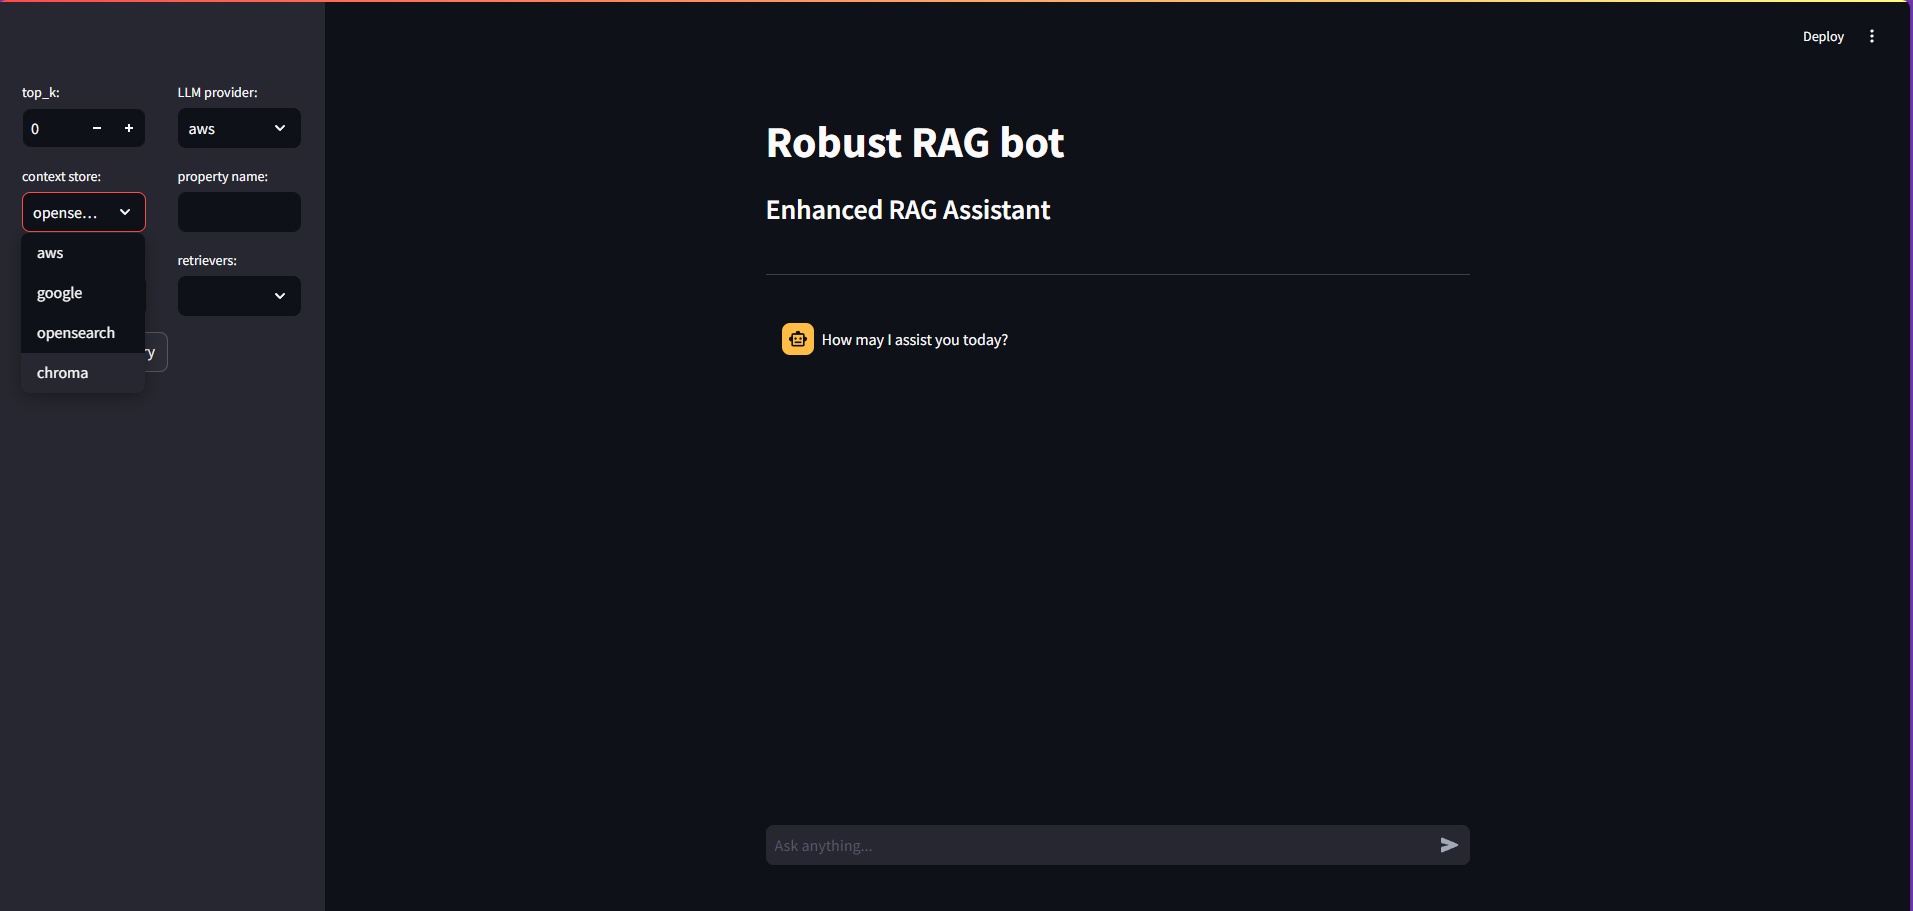 Deploy
top_k:
LLM provider:
0
aws
context store:
property name:
opense...
aws
google
opensearch
chroma
retrievers:
ry
Robust RAG bot
Enhanced RAG Assistant
How may I assist you today?
Ask anything...